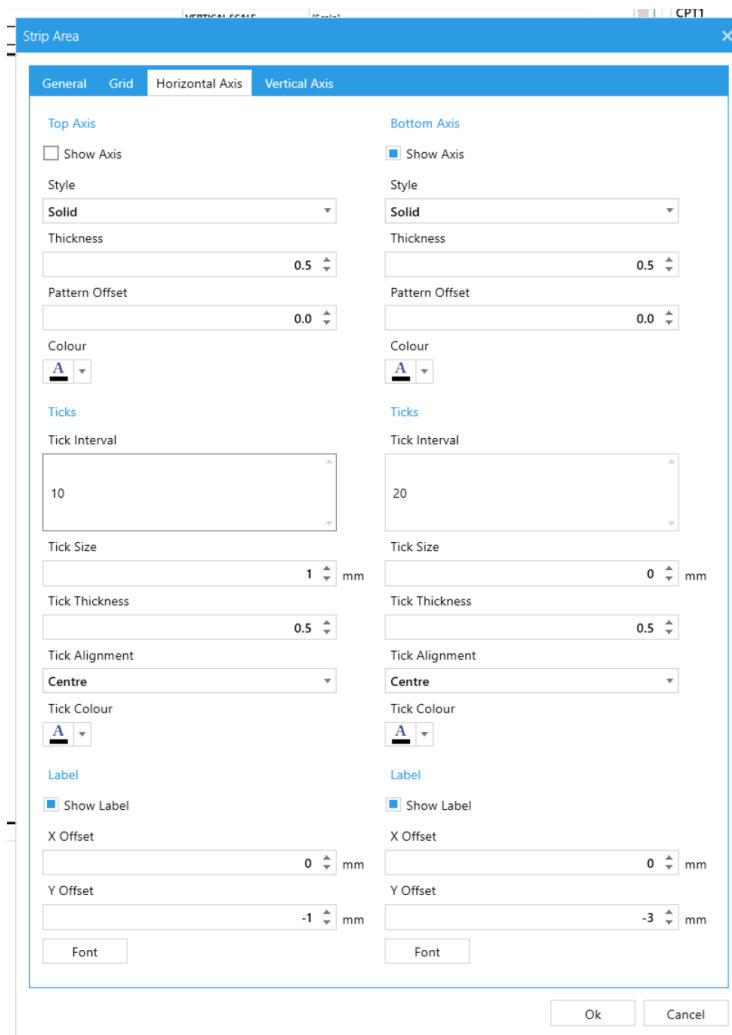 VERTICAL SCALE [Scale] CPT1
Strip Area
General Grid Horizontal Axis Vertical Axis
Top Axis Bottom Axis
Show Axis Show Axis
Style Style
Solid Solid
Thickness Thickness
0.5 0.5
Pattern Offset Pattern Offset
0.0 0.0
Colour Colour
A A
Ticks Ticks
Tick Interval Tick Interval
10 20
Tick Size Tick Size
1 mm 0 mm
Tick Thickness Tick Thickness
0.5 0.5
Tick Alignment Tick Alignment
Centre Centre
Tick Colour Tick Colour
A A
Label Label
Show Label Show Label
X Offset X Offset
0 mm 0 mm
Y Offset Y Offset
-1 mm -3 mm
Font Font
Ok Cancel